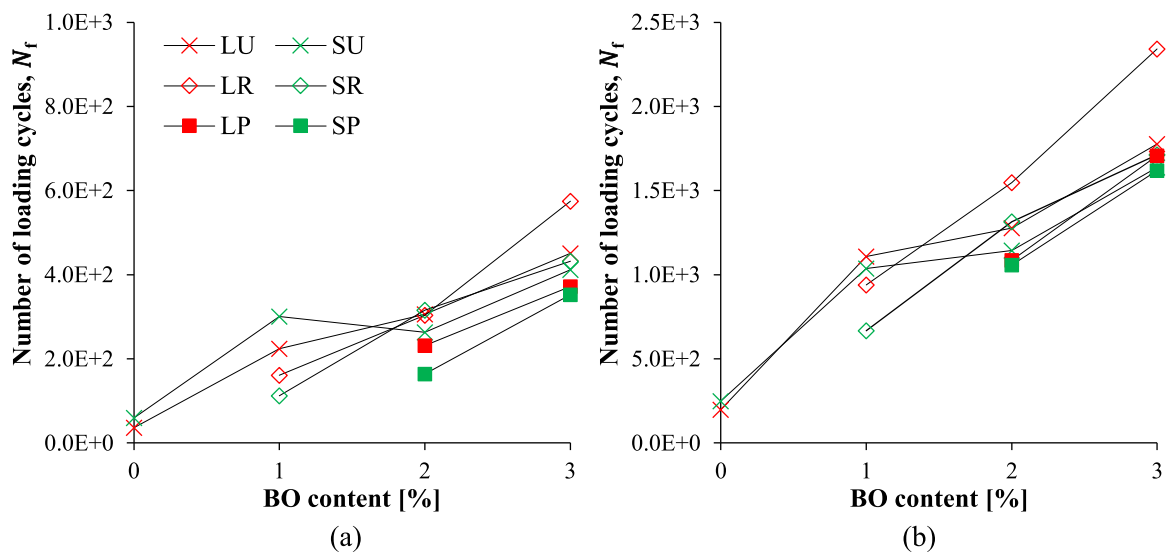 Number of loading cycles, Nf
1.0E+3
8.0E+2
6.0E+2
4.0E+2
2.0E+2
0.0E+0
LU SU
LR SR
LP SP
0 1 2 3
BO content [%]
(a)
Number of loading cycles, Nf
2.5E+3
2.0E+3
1.5E+3
1.0E+3
5.0E+2
0.0E+0
0 1 2 3
BO content [%]
(b)